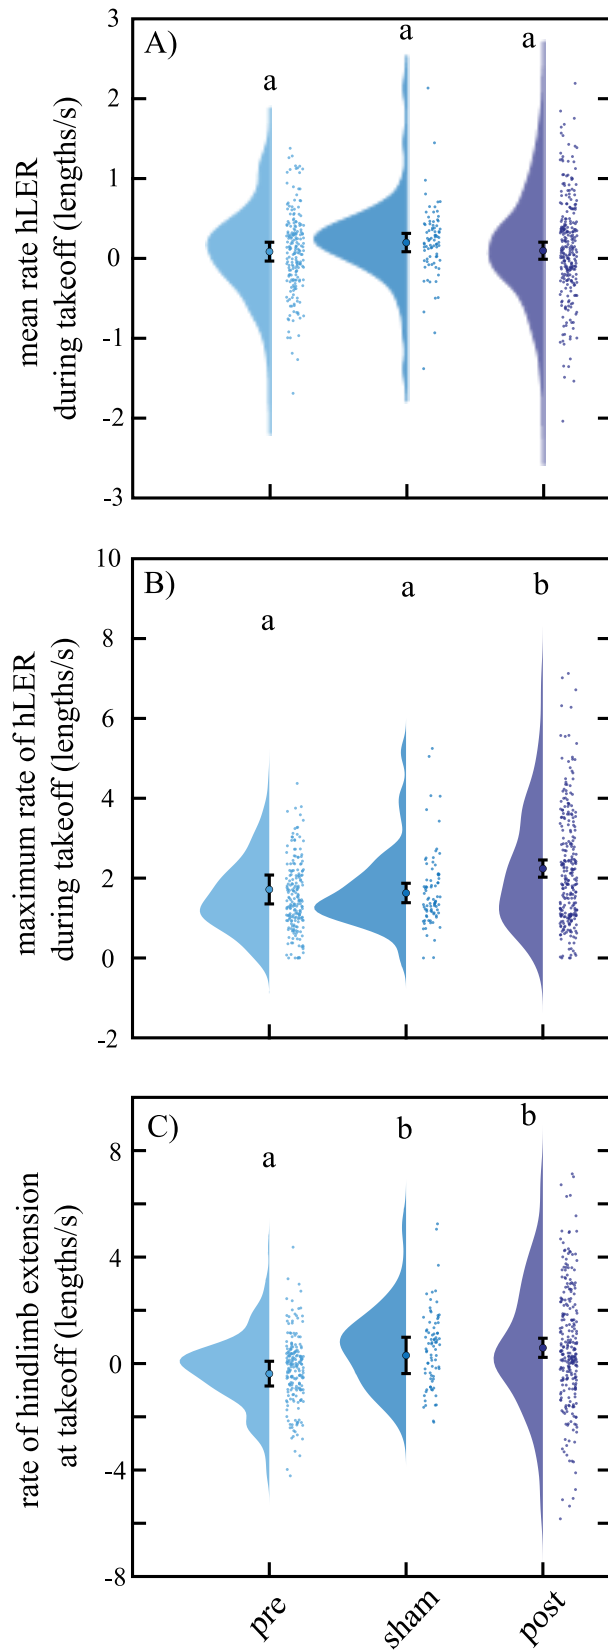 A)
a
a
a
3
2
1
0
-1
-2
-3
mean rate hLER
during takeoff (lengths/s)
B)
a
a
b
10
8
6
4
2
0
-2
maximum rate of hLER
during takeoff (lengths/s)
C)
a
b
b
8
4
0
-4
-8
rate of hindlimb extension
at takeoff (lengths/s)
pre
sham
post